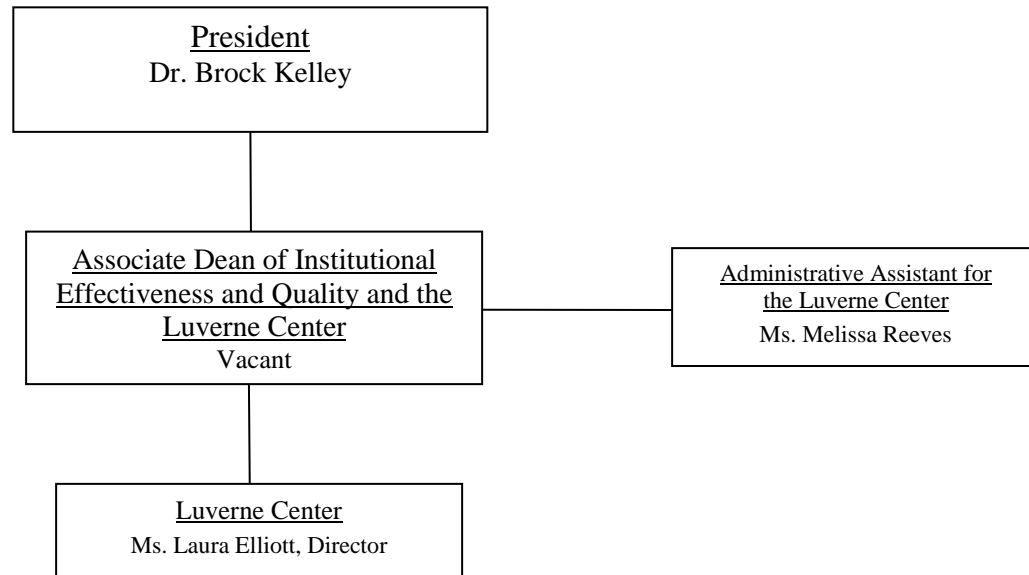 President
Dr. Brock Kelley
Associate Dean of Institutional
Effectiveness and Quality and the
Luverne Center
Vacant
Administrative Assistant for
the Luverne Center
Ms. Melissa Reeves
Luverne Center
Ms. Laura Elliott, Director